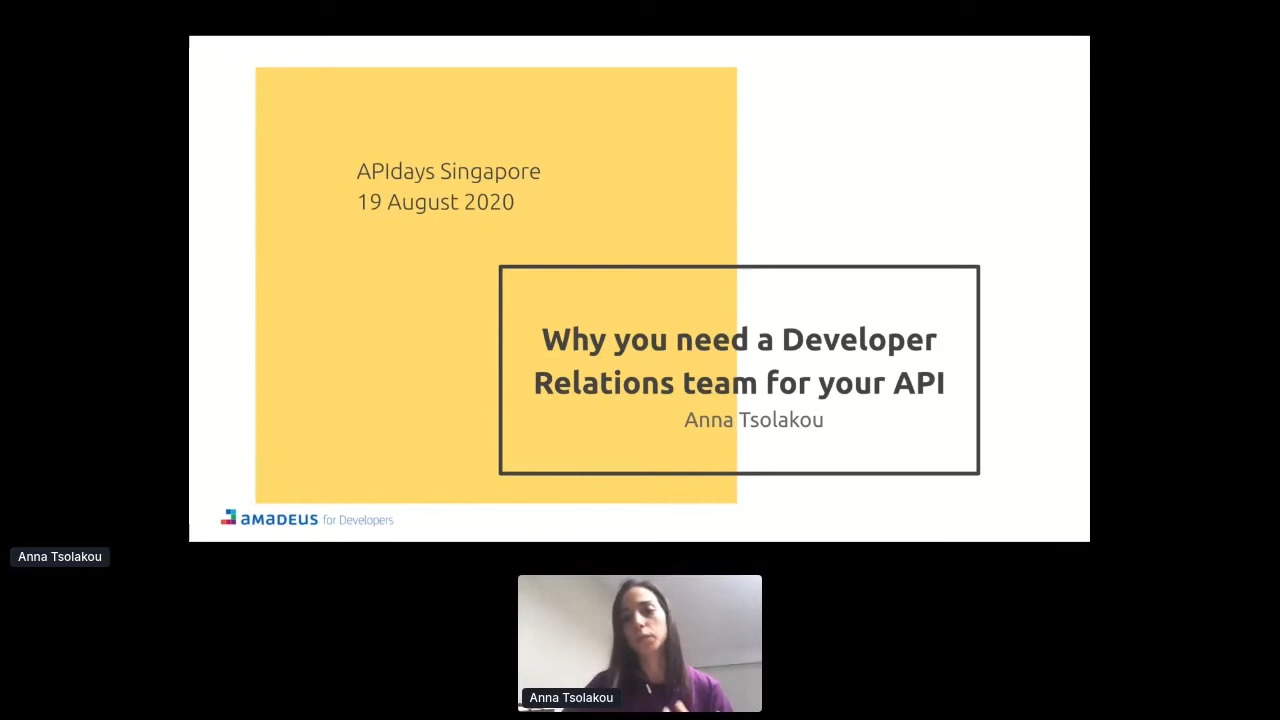 APIdays Singapore
19 August 2020
Why you need a Developer
Relations team for your API
Anna Tsolakou
amadeus for Developers
Anna Tsolakou
Anna Tsolakou